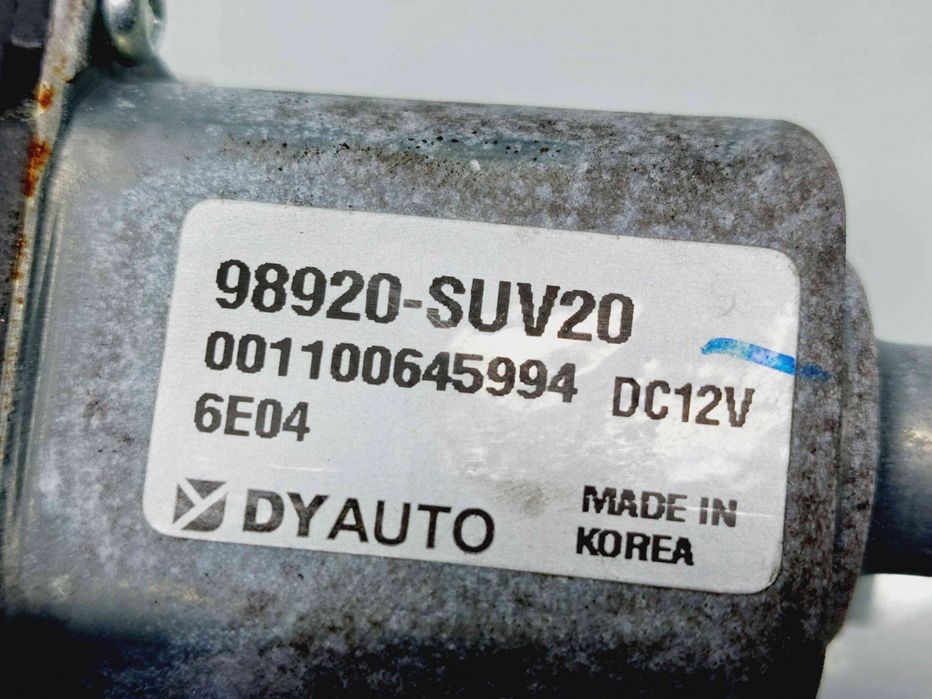 98920-SUV20
001100645994 DC12V
6E04
DYAUTO
MADE IN
KOREA